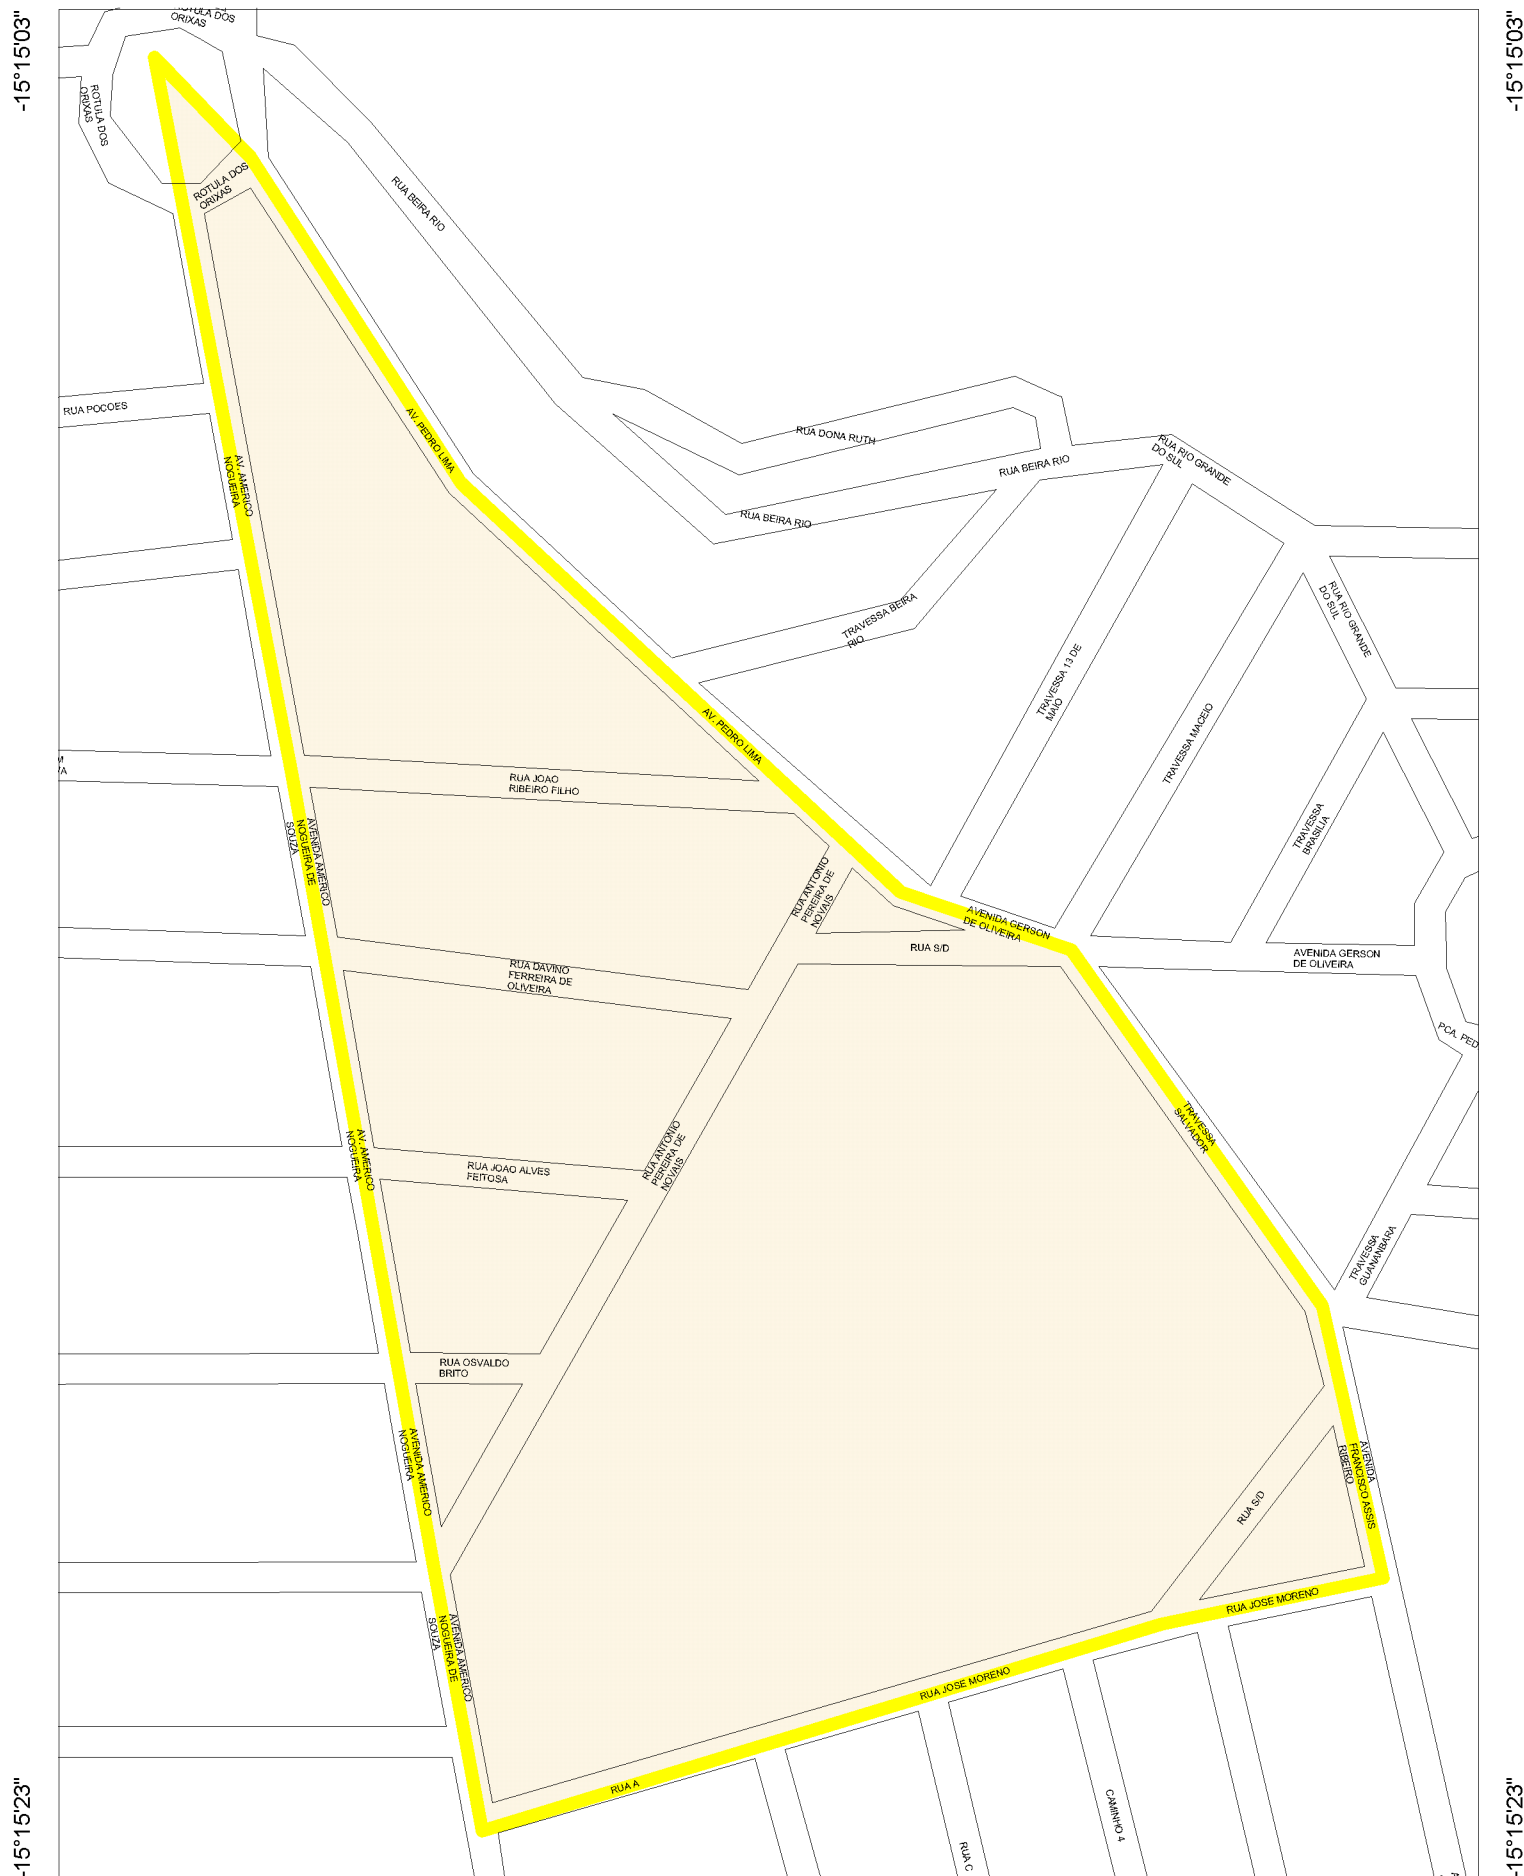 -15°15'03"
-15°15'03"
ROTULA DOS
ORIXAS
ROTULA DOS
ORIXAS
ROTULA DOS
ORIXAS
RUA BEIRA RIO
RUA POCOES
AV. PEDRO LIMA
RUA DONA RUTH
RUA BEIRA RIO
RUA RIO GRANDE
DO SUL
AV. AMERICO
NOGUEIRA
RUA BEIRA RIO
TRAVESSA BEIRA
RIO
RUA RIO GRANDE
DO SUL
TRAVESSA 13 DE
MAIO
TRAVESSA MACEIO
AV. PEDRO LIMA
RUA JOAO
RIBEIRO FILHO
TRAVESSA
BRASILIA
AVENIDA AMERICO
NOGUEIRA DE
SOUZA
RUA ANTONIO
PEREIRA DE
NOVAIS
AVENIDA GERSON
DE OLIVEIRA
RUA S/D
AVENIDA GERSON
DE OLIVEIRA
RUA DAVINO
FERREIRA DE
OLIVEIRA
PCA. PED
TRAVESSA
SALVADOR
AV. AMERICO
NOGUEIRA
RUA JOAO ALVES
FEITOSA
RUA ANTONIO
PEREIRA DE
NOVAIS
TRAVESSA
GUANANBARA
RUA OSVALDO
BRITO
AVENIDA AMERICO
NOGUEIRA
AVENIDA
FRANCISCO ASSIS
RIBEIRO
RUA S/D
RUA JOSE MORENO
AVENIDA AMERICO
NOGUEIRA DE
SOUZA
RUA JOSE MORENO
RUA A
CAMINHO 4
RUA C
-15°15'23"
-15°15'23"